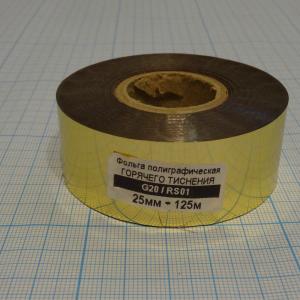 Фольга полиграфическая
ГОРЯЧЕГО ТИСНЕНИЯ
G20 / RS01
25мм - 125м